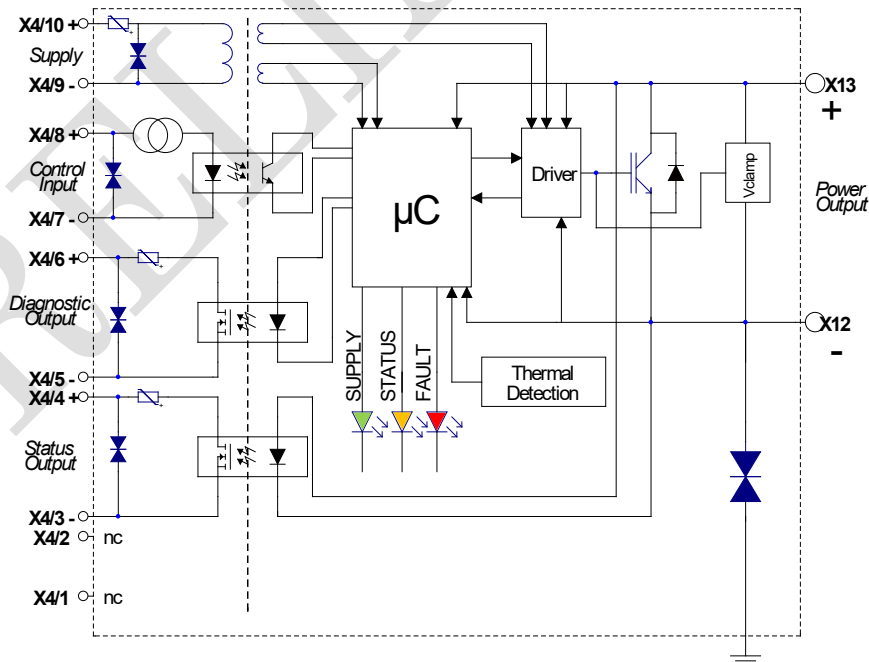 X4/10 +
Supply
X4/9 -
X4/8 +
Control
Input
X4/7 -
X4/6 +
Diagnostic
Output
X4/5 -
X4/4 +
Status
Output
X4/3 -
X4/2 nc
X4/1 nc
μC
Driver
Vclamp
X13
+
Power
Output
X12
-
SUPPLY
STATUS
FAULT
Thermal
Detection
RELI